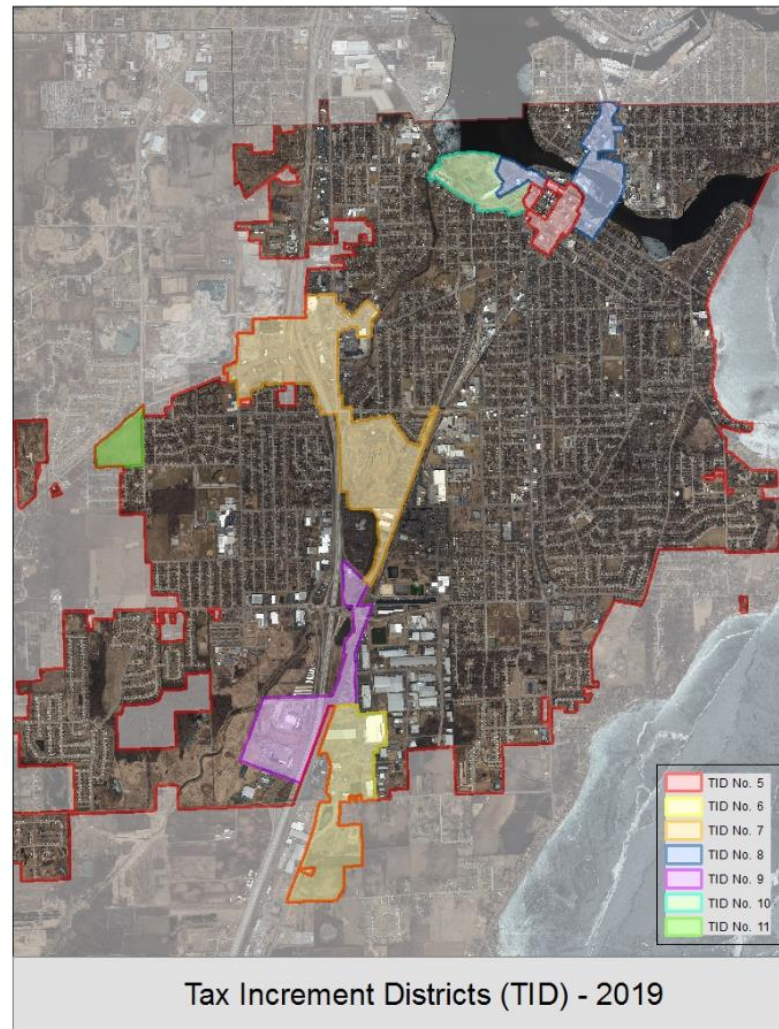 TID No. 5
TID No. 6
TID No. 7
TID No. 8
TID No. 9
TID No. 10
TID No. 11
Tax Increment Districts (TID) - 2019